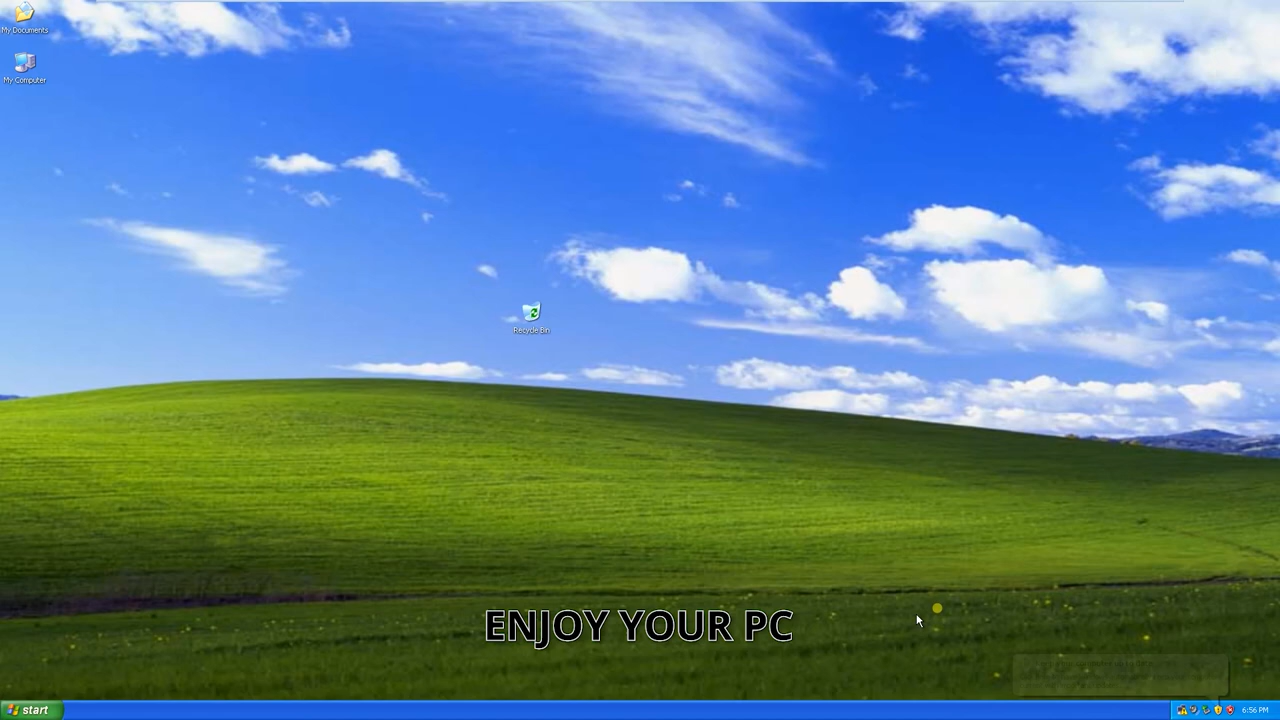 My Documents
My Computer
Recycle Bin
ENJOY YOUR PC
start
6:56 PM